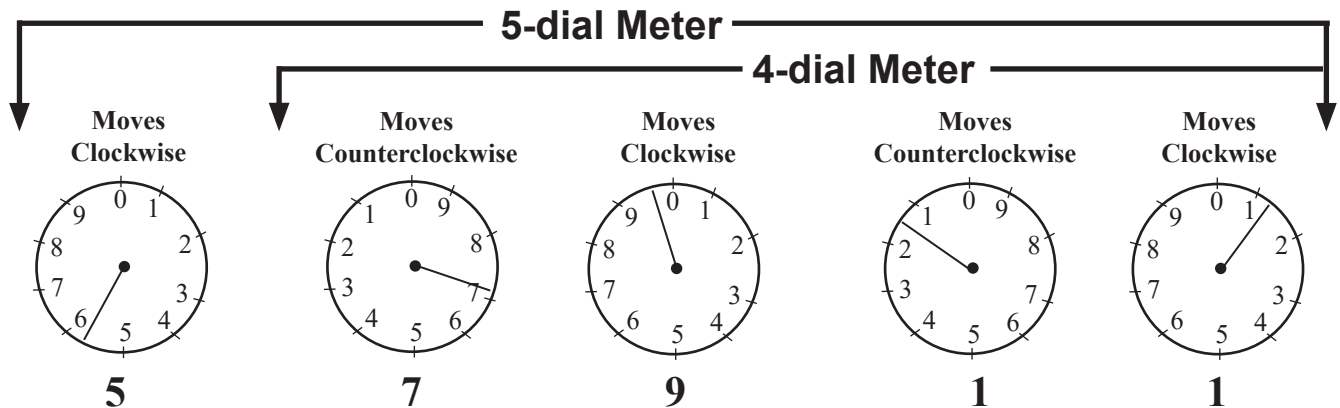 5-dial Meter
4-dial Meter
Moves
Clockwise
Moves
Counterclockwise
Moves
Clockwise
Moves
Counterclockwise
Moves
Clockwise
0 1 2 3 4 5 6 7 8 9
0 9 8 7 6 5 4 3 2 1
0 1 2 3 4 5 6 7 8 9
0 9 8 7 6 5 4 3 2 1
0 1 2 3 4 5 6 7 8 9
5 7 9 1 1